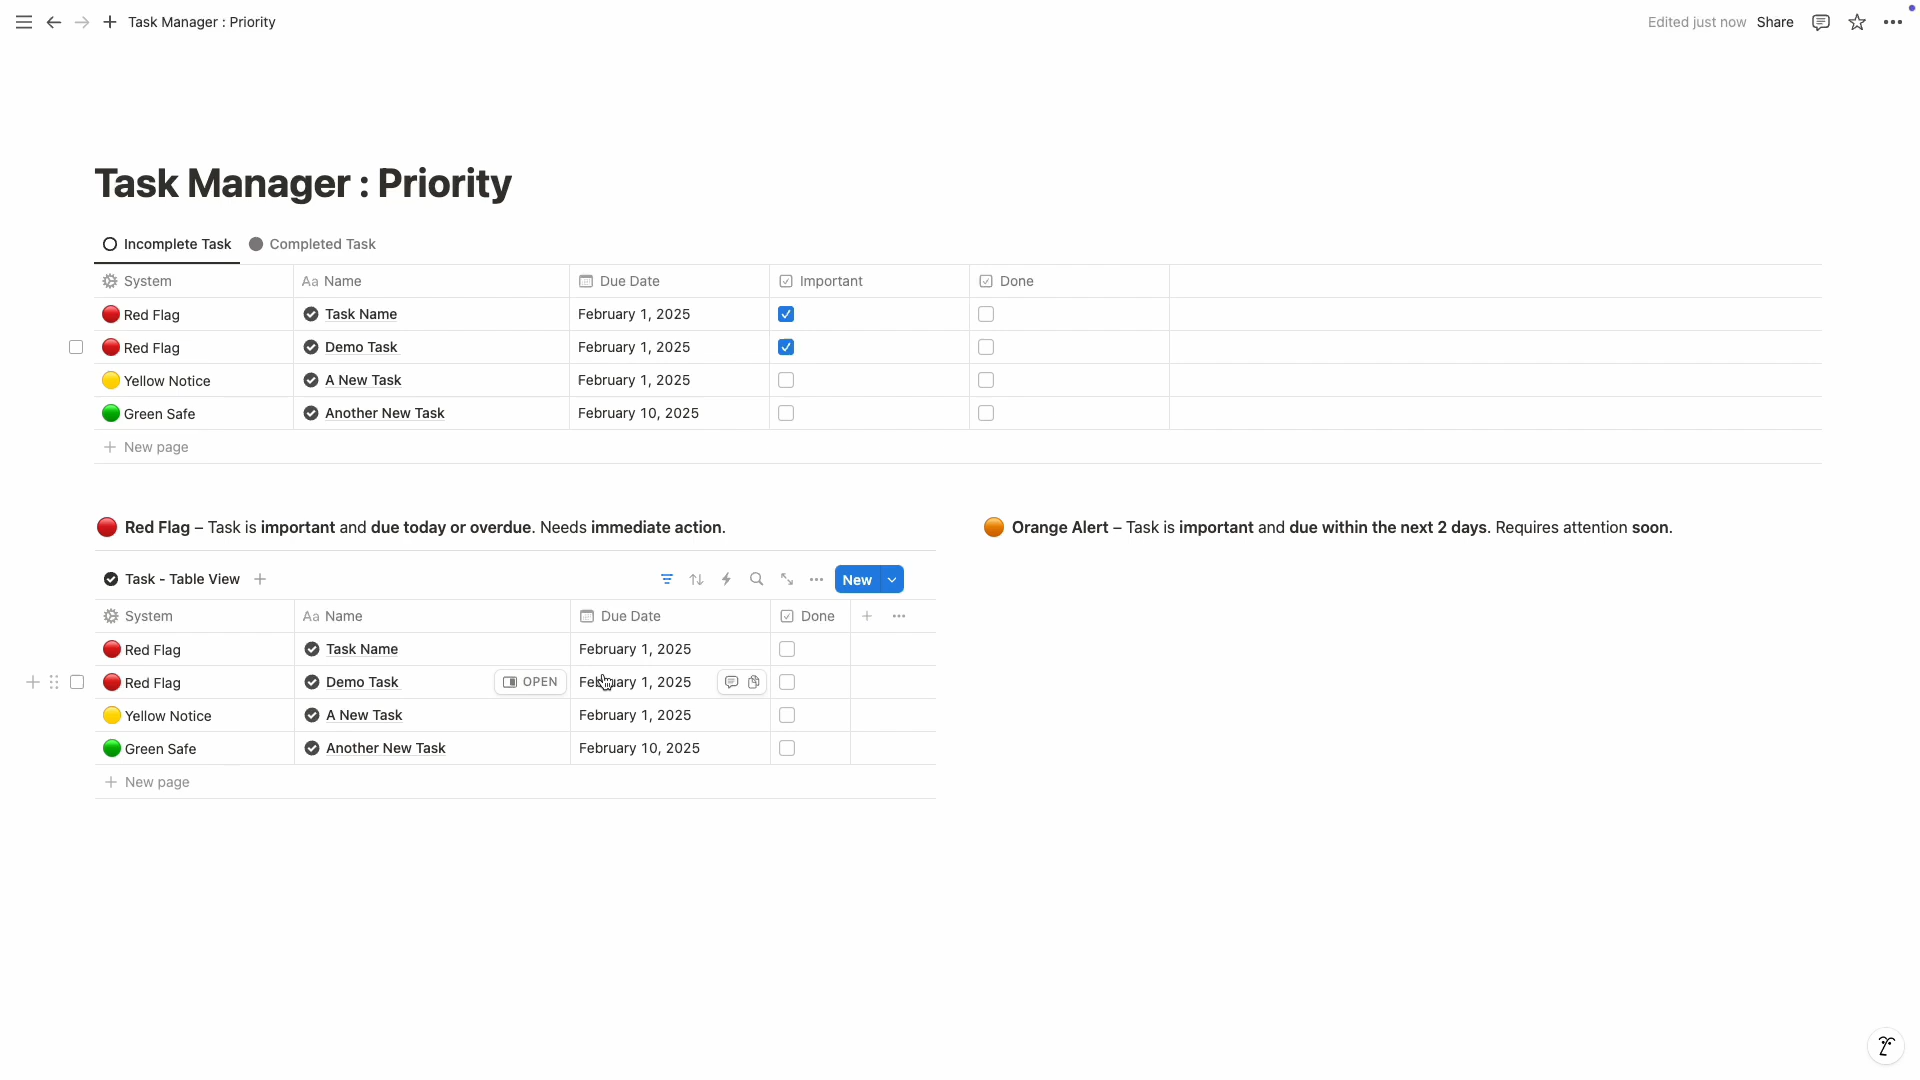 Task Manager : Priority
Edited just now Share
Task Manager : Priority
Incomplete Task Completed Task
System Aa Name Due Date Important Done
Red Flag Task Name February 1, 2025
Red Flag Demo Task February 1, 2025
Yellow Notice A New Task February 1, 2025
Green Safe Another New Task February 10, 2025
+ New page
Red Flag – Task is important and due today or overdue. Needs immediate action.
Orange Alert – Task is important and due within the next 2 days. Requires attention soon.
Task - Table View + New
System Aa Name Due Date Done +
Red Flag Task Name February 1, 2025
Red Flag Demo Task OPEN February 1, 2025
Yellow Notice A New Task February 1, 2025
Green Safe Another New Task February 10, 2025
+ New page